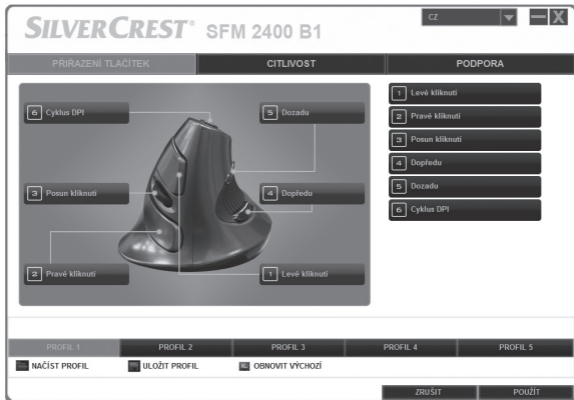 SILVERCREST® SFM 2400 B1
CZ
X
PŘIŘAZENÍ TLAČÍTEK CITLIVOST PODPORA
6 Cyklus DPI
5 Dozadu
3 Posun kliknutí
4 Dopředu
2 Pravé kliknutí
1 Levé kliknutí
1 Levé kliknutí
2 Pravé kliknutí
3 Posun kliknutí
4 Dopředu
5 Dozadu
6 Cyklus DPI
PROFIL 1 PROFIL 2 PROFIL 3 PROFIL 4 PROFIL 5
NAČÍST PROFIL ULOŽIT PROFIL OBNOVIT VÝCHOZÍ
ZRUŠIT POUŽÍT